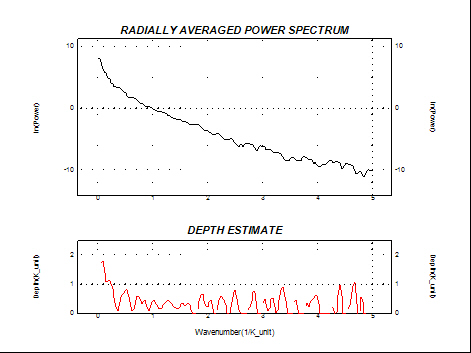 RADIALLY AVERAGED POWER SPECTRUM
10 10
ln(Power) ln(Power)
0 0
-10 -10
0 1 2 3 4 5
DEPTH ESTIMATE
2 2
Depth(K_unit) Depth(K_unit)
1 1
0 0
0 1 2 3 4 5
Wavenumber(1/K_unit)